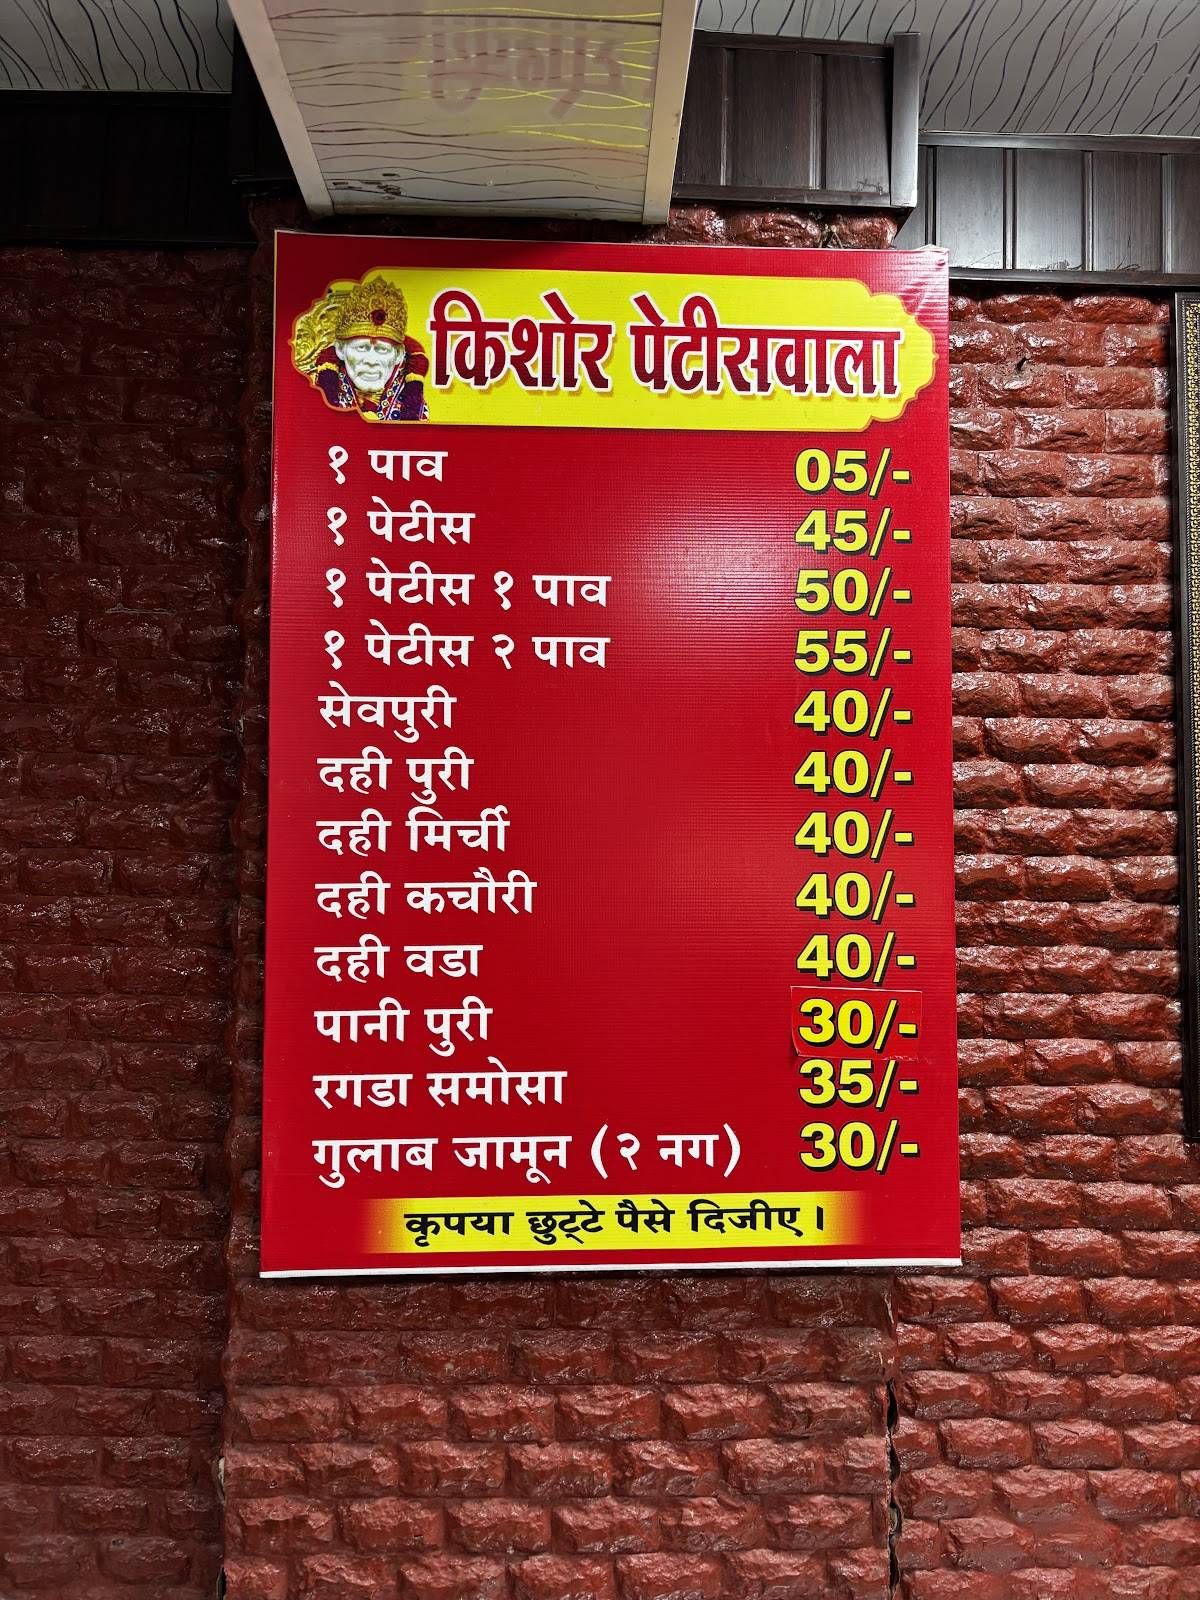 किशोर पेटीसवाला
१ पाव 05/-
१ पेटीस 45/-
१ पेटीस १ पाव 50/-
१ पेटीस २ पाव 55/-
सेवपुरी 40/-
दही पुरी 40/-
दही मिर्ची 40/-
दही कचौरी 40/-
दही वडा 40/-
पानी पुरी 30/-
रगडा समोसा 35/-
गुलाब जामून (२ नग) 30/-
कृपया छुट्टे पैसे दिजीए।